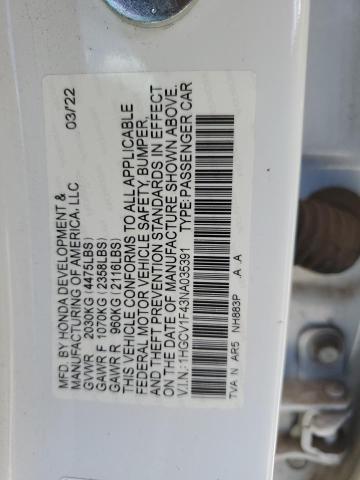 MFD. BY HONDA DEVELOPMENT & 03/22
MANUFACTURING OF AMERICA, LLC.
GVWR 2030KG (4475LBS)
GAWR F 1070KG (2358LBS)
GAWR R 960KG (2116LBS)
THIS VEHICLE CONFORMS TO ALL APPLICABLE
FEDERAL MOTOR VEHICLE SAFETY, BUMPER,
AND THEFT PREVENTION STANDARDS IN EFFECT
ON THE DATE OF MANUFACTURE SHOWN ABOVE.
V.I.N.: 1HGCV1F43NA035391 TYPE: PASSENGER CAR
TVA N AR5 NH883P A A